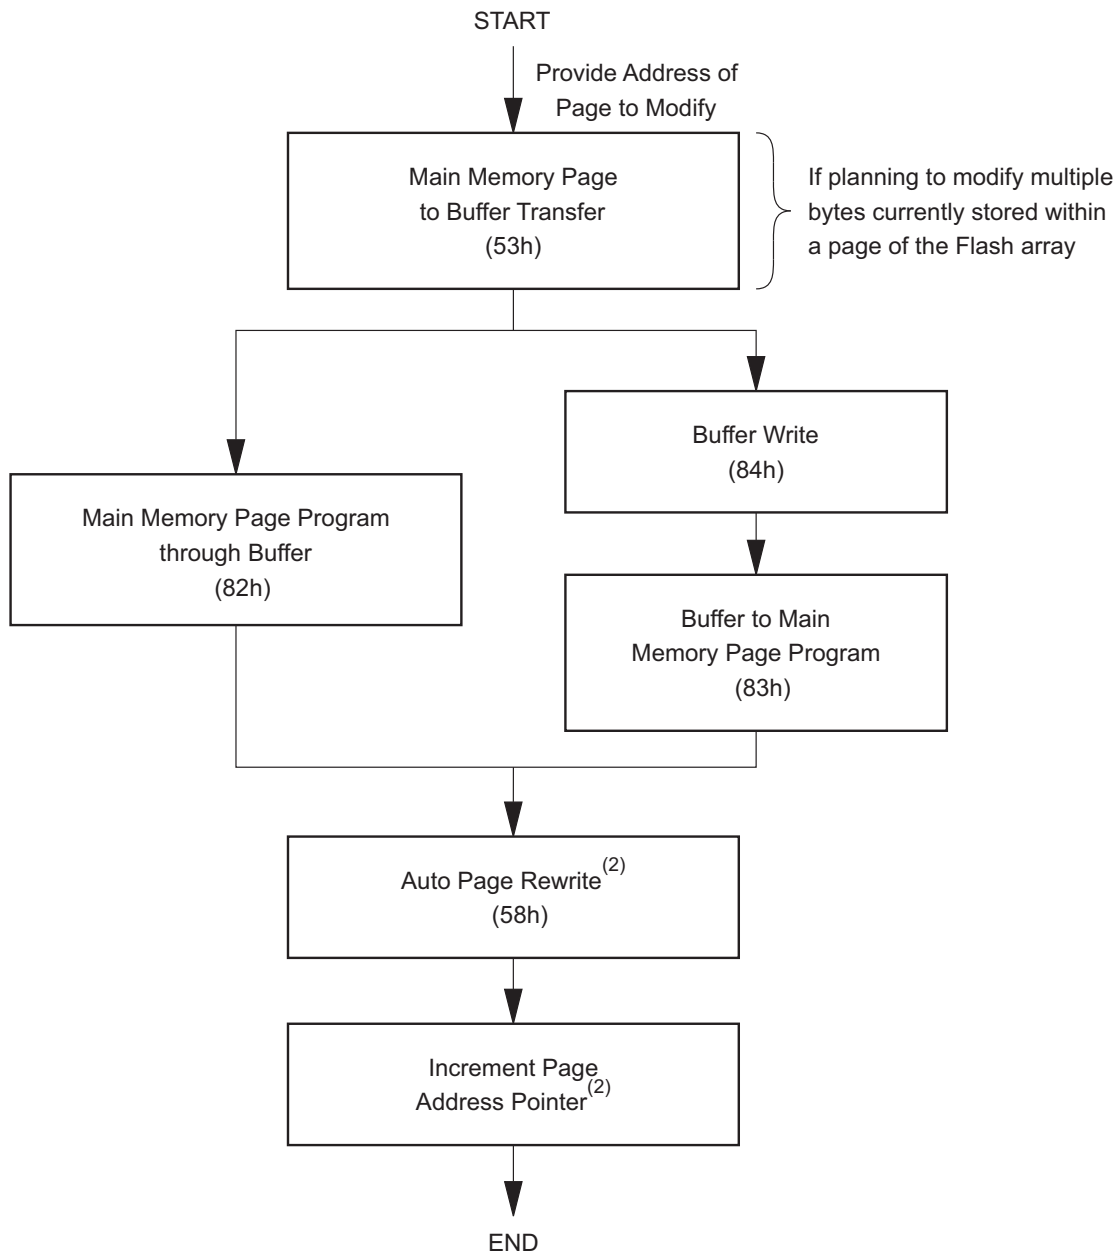 START
Provide Address of
Page to Modify
Main Memory Page
to Buffer Transfer
(53h)
If planning to modify multiple
bytes currently stored within
a page of the Flash array
Buffer Write
(84h)
Main Memory Page Program
through Buffer
(82h)
Buffer to Main
Memory Page Program
(83h)
Auto Page Rewrite(2)
(58h)
Increment Page
Address Pointer(2)
END